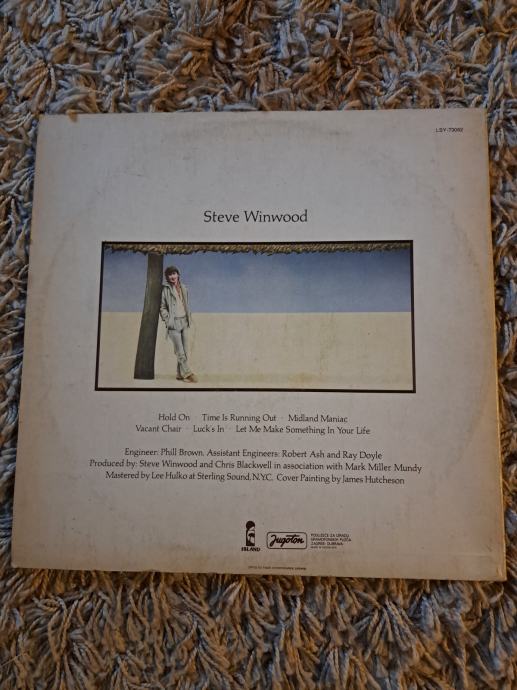 LSY-73062
Steve Winwood
Hold On · Time Is Running Out · Midland Maniac
Vacant Chair · Luck's In · Let Me Make Something In Your Life
Engineer: Phill Brown. Assistant Engineers: Robert Ash and Ray Doyle
Produced by: Steve Winwood and Chris Blackwell in association with Mark Miller Mundy
Mastered by Lee Hulko at Sterling Sound, N.Y.C. Cover Painting by James Hutcheson
ISLAND
Jugoton
ZAGREB-DUBRAVA